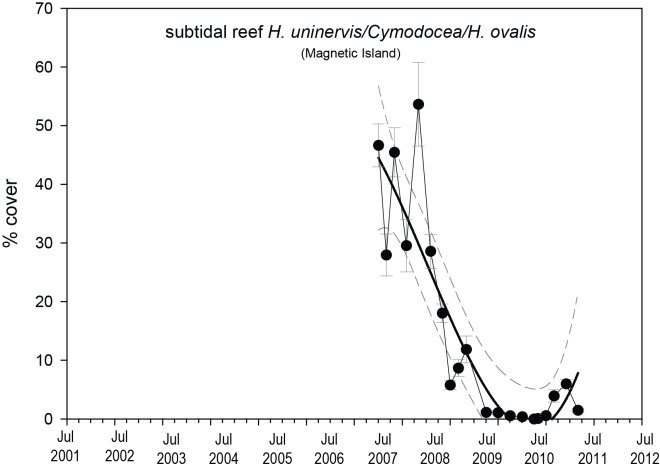 subtidal reef H. uninervis/Cymodocea/H. ovalis
(Magnetic Island)
% cover
70
60
50
40
30
20
10
0
Jul Jul Jul Jul Jul Jul Jul Jul Jul Jul Jul Jul
2001 2002 2003 2004 2005 2006 2007 2008 2009 2010 2011 2012